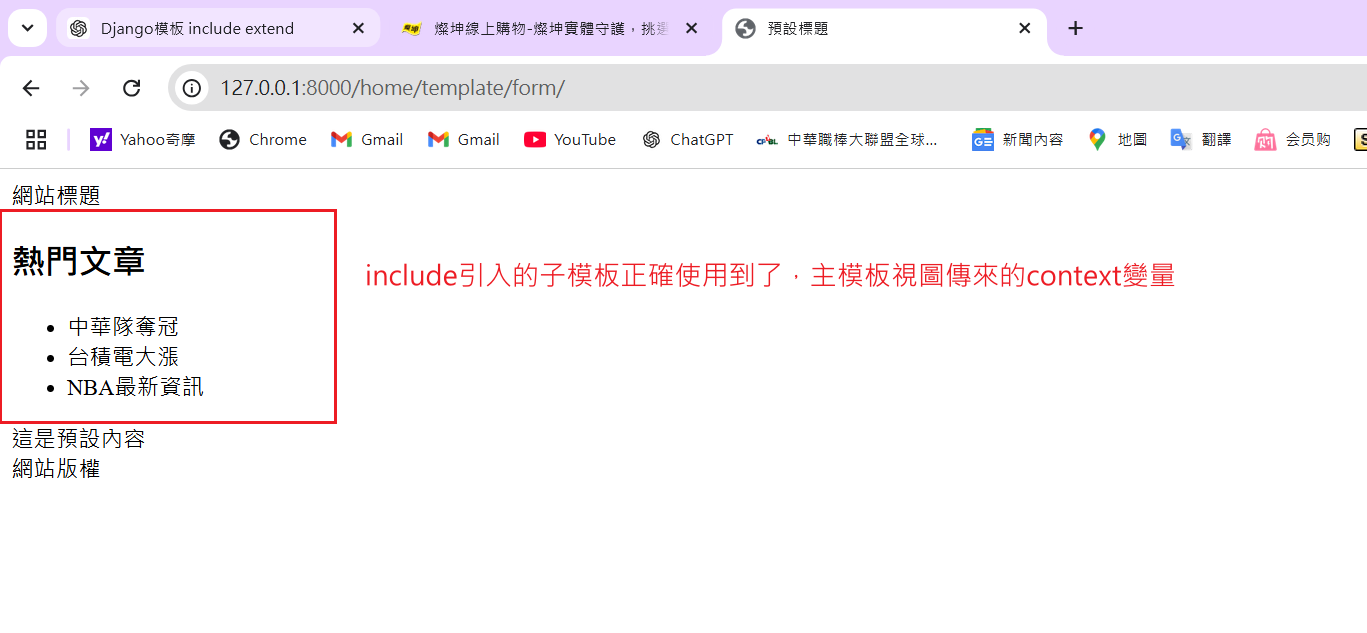 Django模板 include extend
燦坤線上購物-燦坤實體守護，挑選
預設標題
127.0.0.1:8000/home/template/form/
Yahoo奇摩
Chrome
Gmail
Gmail
YouTube
ChatGPT
CPBL 中華職棒大聯盟全球...
GE 新聞內容
地圖
翻譯
会员购
網站標題
熱門文章
include引入的子模板正確使用到了，主模板視圖傳來的context變量
中華隊奪冠
台積電大漲
NBA最新資訊
這是預設內容
網站版權